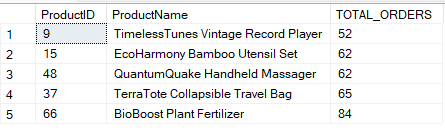 ProductID ProductName TOTAL_ORDERS
1 9 TimelessTunes Vintage Record Player 52
2 15 EcoHarmony Bamboo Utensil Set 62
3 48 QuantumQuake Handheld Massager 62
4 37 TerraTote Collapsible Travel Bag 65
5 66 BioBoost Plant Fertilizer 84